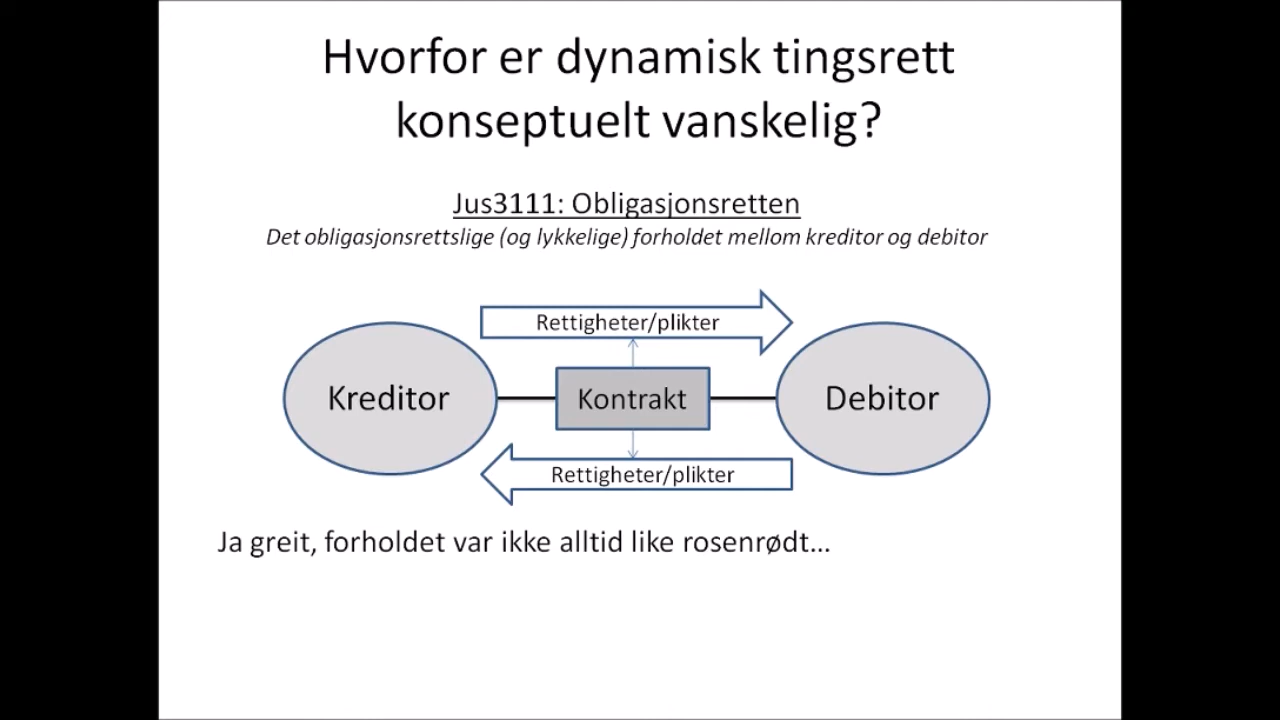 Hvorfor er dynamisk tingsrett
konseptuelt vanskelig?
Jus3111: Obligasjonsretten
Det obligasjonsrettslige (og lykkelige) forholdet mellom kreditor og debitor
Rettigheter/plikter
Kreditor
Kontrakt
Debitor
Rettigheter/plikter
Ja greit, forholdet var ikke alltid like rosenrødt...